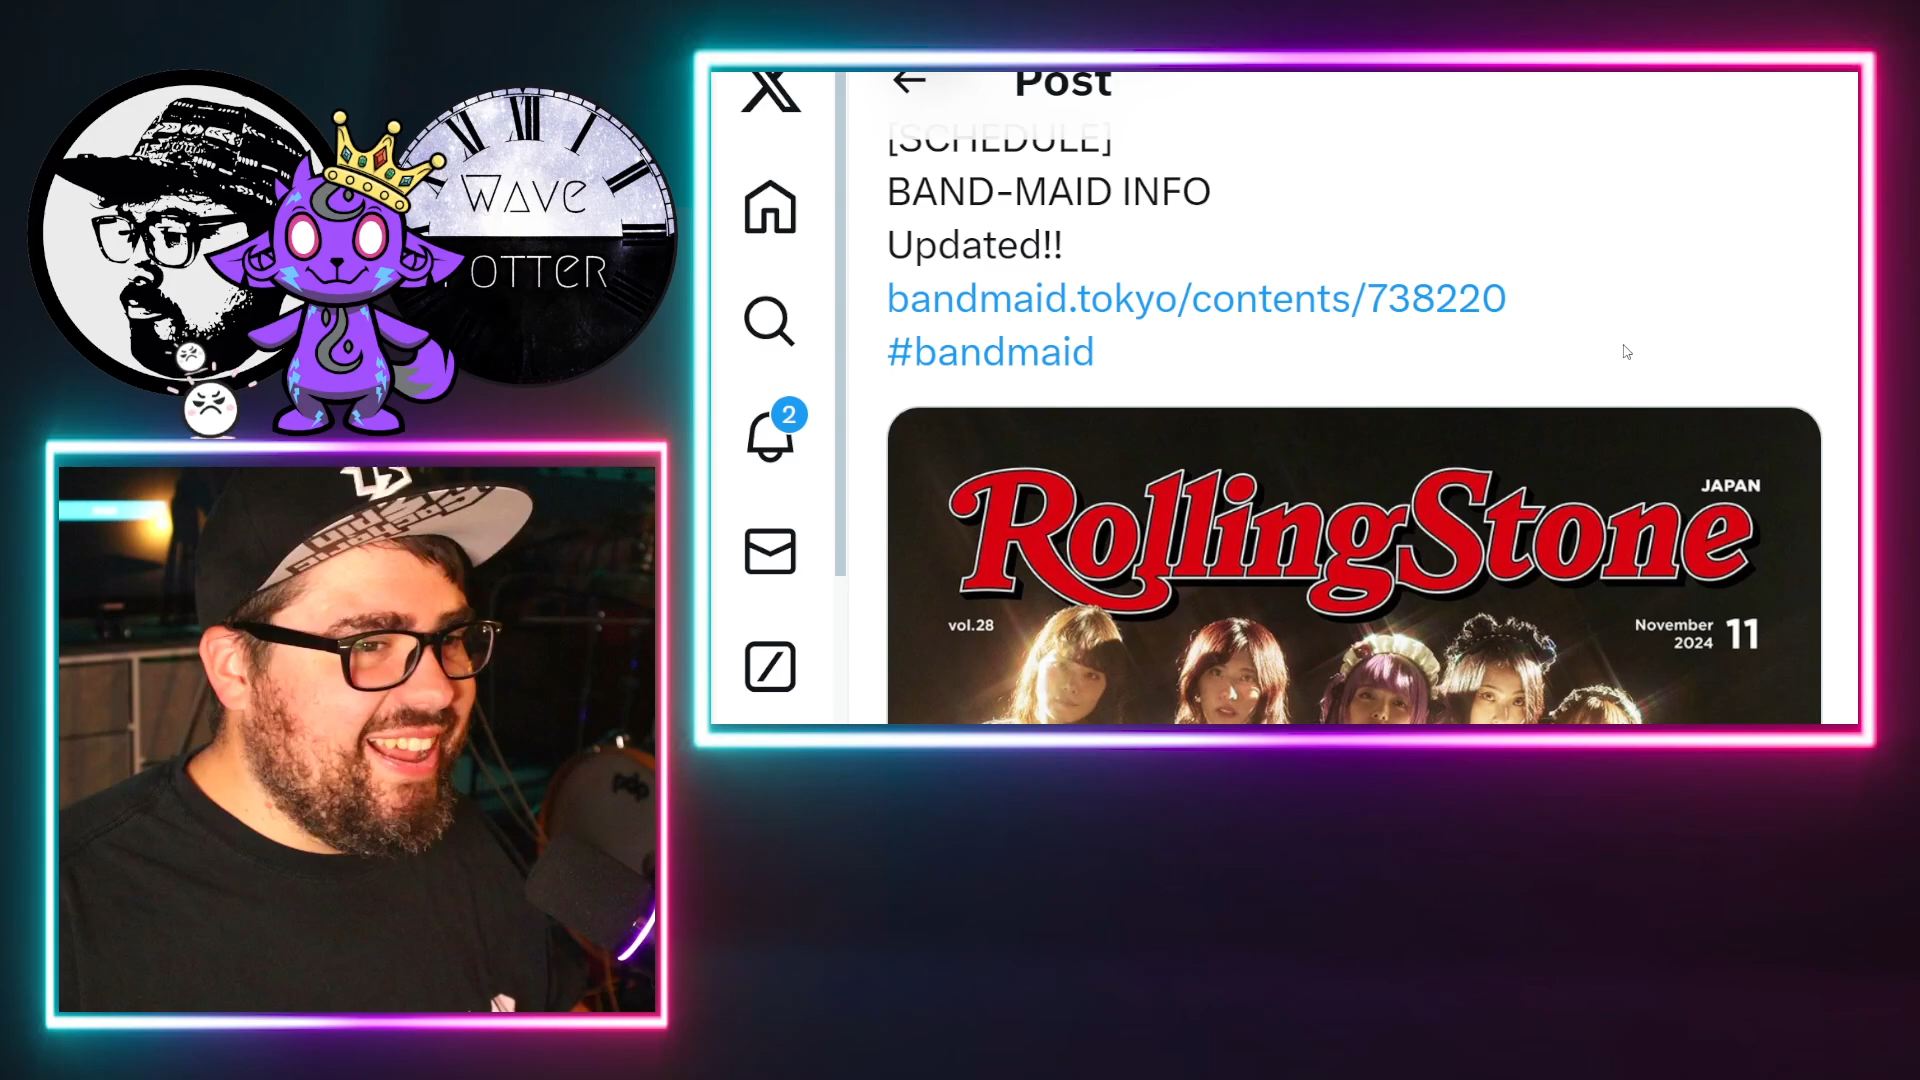 WAVE
OTTER
Post
[SCHEDULE]
BAND-MAID INFO
Updated!!
bandmaid.tokyo/contents/738220
#bandmaid
2
RollingStone
JAPAN
vol.28
November
2024 11
pdp